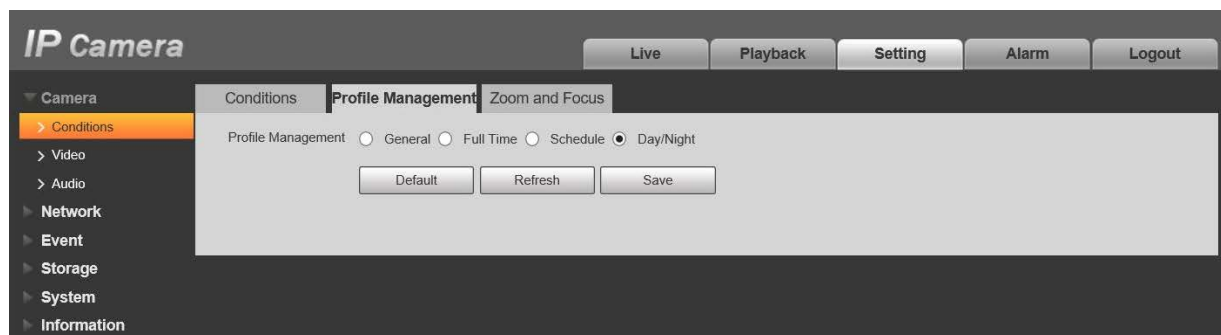 IP Camera
Live Playback Setting Alarm Logout
Camera
Conditions Profile Management Zoom and Focus
Conditions
Profile Management General Full Time Schedule Day/Night
Video
Default Refresh Save
Audio
Network
Event
Storage
System
Information